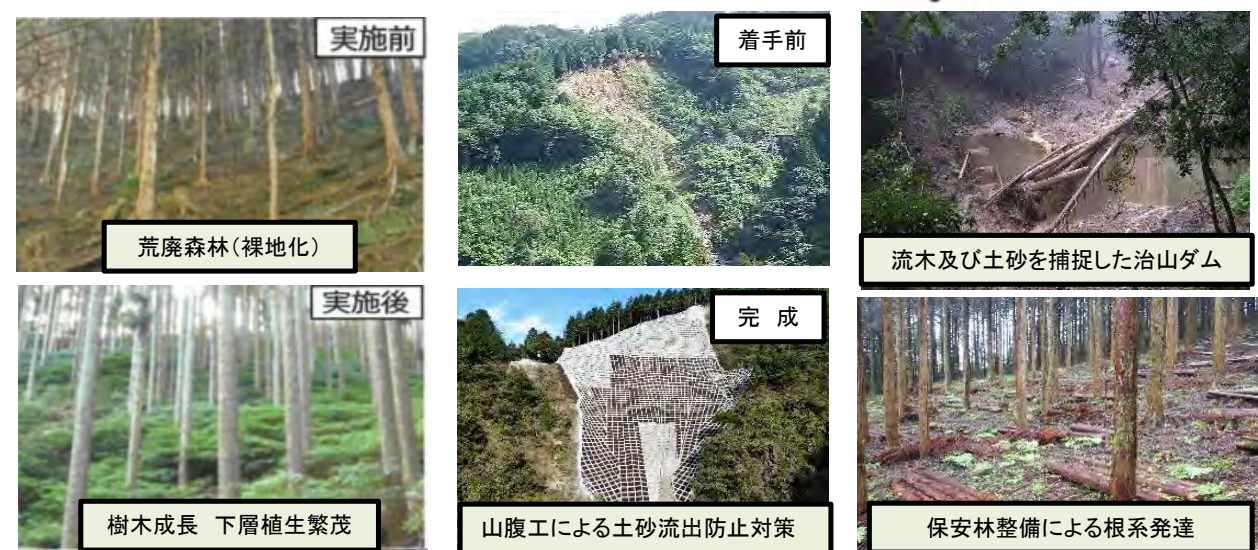 実施前
荒廃森林(裸地化)
着手前
流木及び土砂を捕捉した治山ダム
実施後
樹木成長 下層植生繁茂
完 成
山腹工による土砂流出防止対策
保安林整備による根系発達